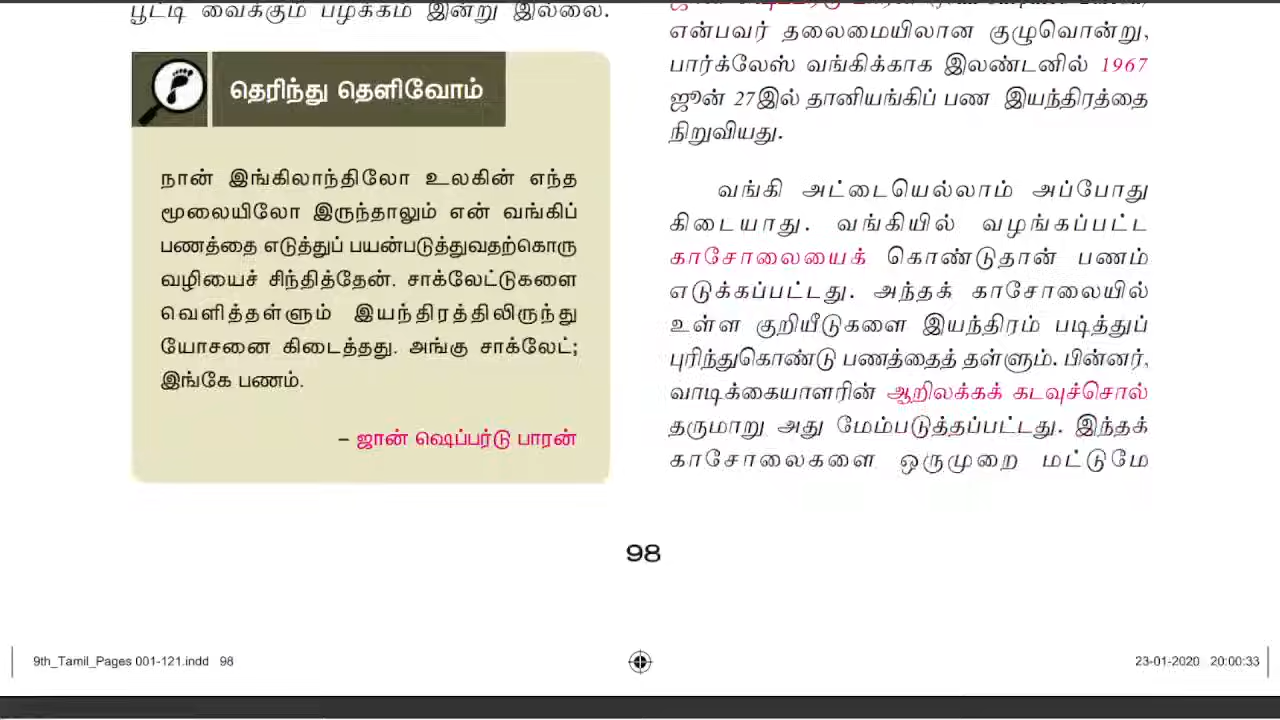 பூட்டி வைக்கும் பழக்கம் இன்று இல்லை.
தெரிந்து தெளிவோம்
நான் இங்கிலாந்திலோ உலகின் எந்த
மூலையிலோ இருந்தாலும் என் வங்கிப்
பணத்தை எடுத்துப் பயன்படுத்துவதற்கொரு
வழியைச் சிந்தித்தேன். சாக்லேட்டுகளை
வெளித்தள்ளும் இயந்திரத்திலிருந்து
யோசனை கிடைத்தது. அங்கு சாக்லேட்;
இங்கே பணம்.
– ஜான் ஷெப்பர்டு பாரன்
என்பவர் தலைமையிலான குழுவொன்று,
பார்க்லேஸ் வங்கிக்காக இலண்டனில் 1967
ஜூன் 27இல் தானியங்கிப் பண இயந்திரத்தை
நிறுவியது.
வங்கி அட்டையெல்லாம் அப்போது
கிடையாது. வங்கியில் வழங்கப்பட்ட
காசோலையைக் கொண்டுதான் பணம்
எடுக்கப்பட்டது. அந்தக் காசோலையில்
உள்ள குறியீடுகளை இயந்திரம் படித்துப்
புரிந்துகொண்டு பணத்தைத் தள்ளும். பின்னர்,
வாடிக்கையாளரின் ஆறிலக்கக் கடவுச்சொல்
தருமாறு அது மேம்படுத்தப்பட்டது. இந்தக்
காசோலைகளை ஒருமுறை மட்டுமே
98
9th_Tamil_Pages 001-121.indd 98
23-01-2020 20:00:33